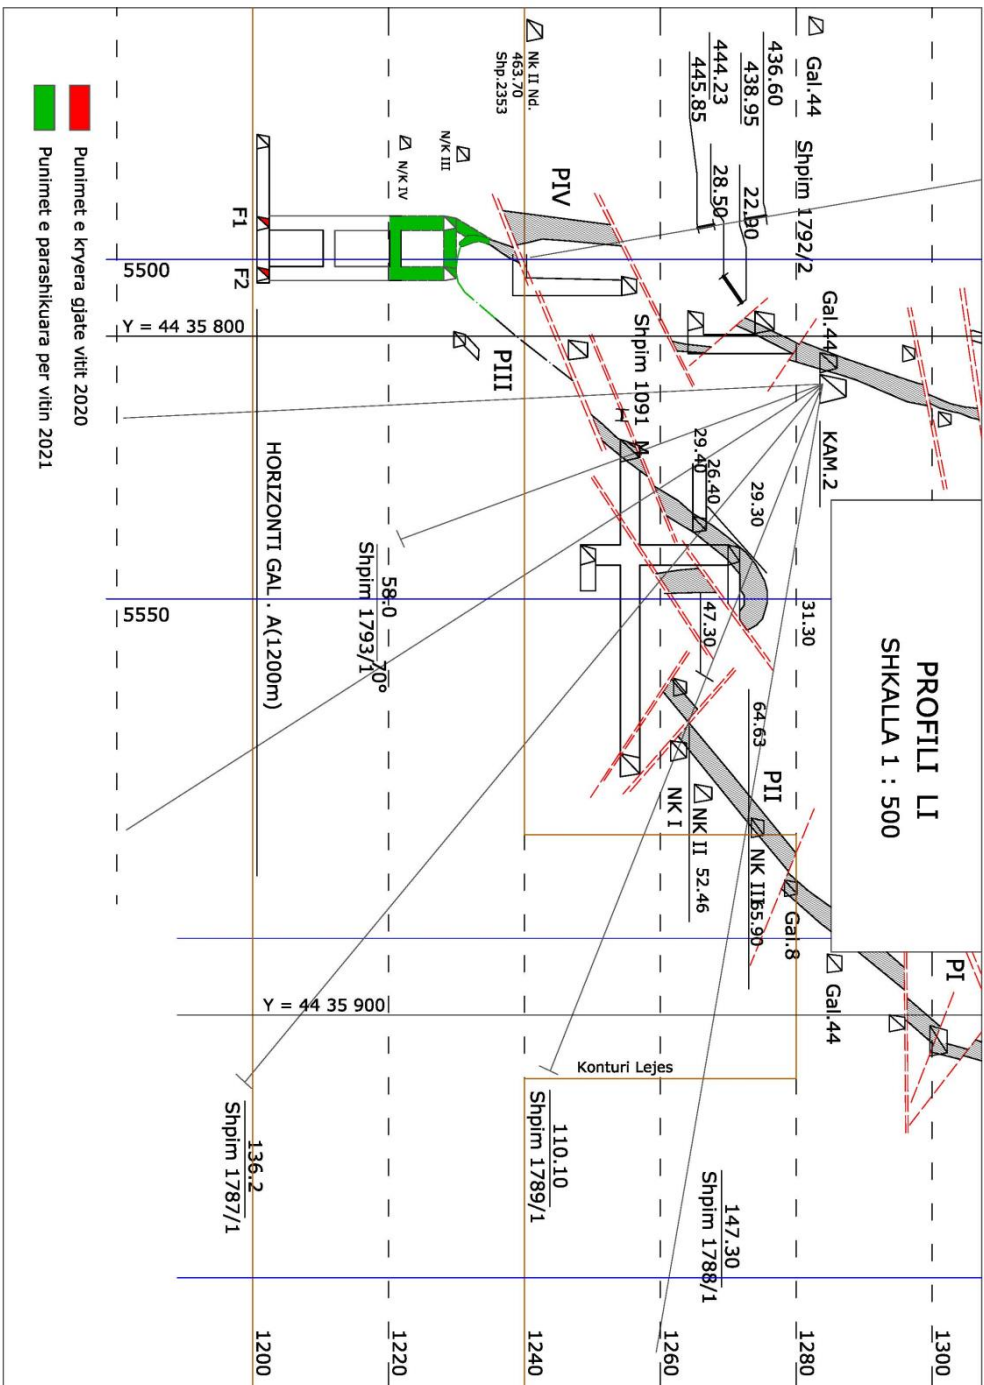 PROFILI LI
SHKALLA 1 : 500
Gal.44
Shpim 1792/2
436.60
438.95
444.23
445.85
22.90
28.50
Nk II Nd.
463.70
Shp.2353
N/K III
N/K IV
PIV
PIII
Gal.44
KAM.2
Shpim 1091
29.40
26.40
29.30
31.30
47.30
64.63
PII
NK I
NK II
52.46
NK III
65.90
Gal.8
Gal.44
PI
F1
F2
5500
Y = 44 35 800
5550
HORIZONTI GAL . A(1200m)
58.0
Shpim 1793/1
70°
Y = 44 35 900
Konturi Lejes
136.2
Shpim 1787/1
110.10
Shpim 1789/1
147.30
Shpim 1788/1
1200
1220
1240
1260
1280
1300
Punimet e kryera gjate vitit 2020
Punimet e parashikuara per vitin 2021